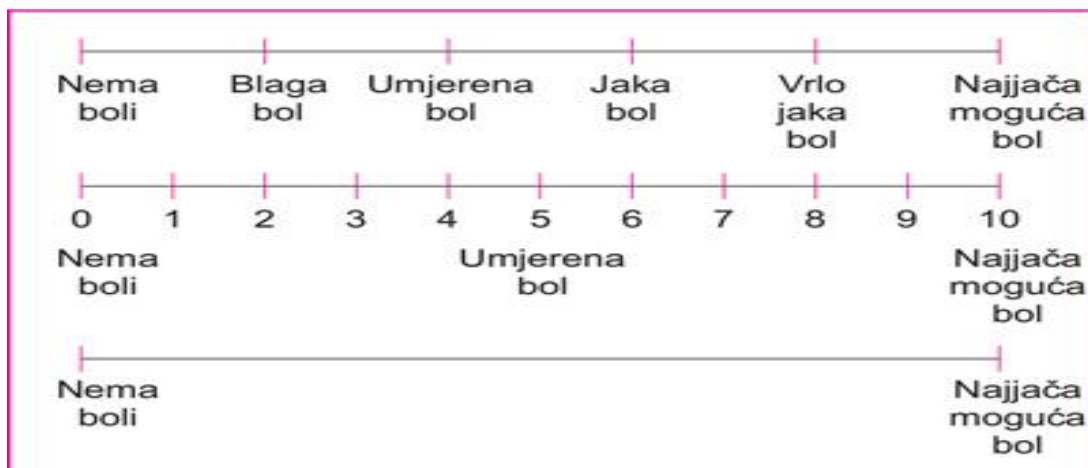 Nema Blaga Umjerena Jaka Vrlo Najjača
boli bol bol bol jaka moguća
bol bol
0 1 2 3 4 5 6 7 8 9 10
Nema Umjerena Najjača
boli bol moguća
bol
Nema Najjača
boli moguća
bol